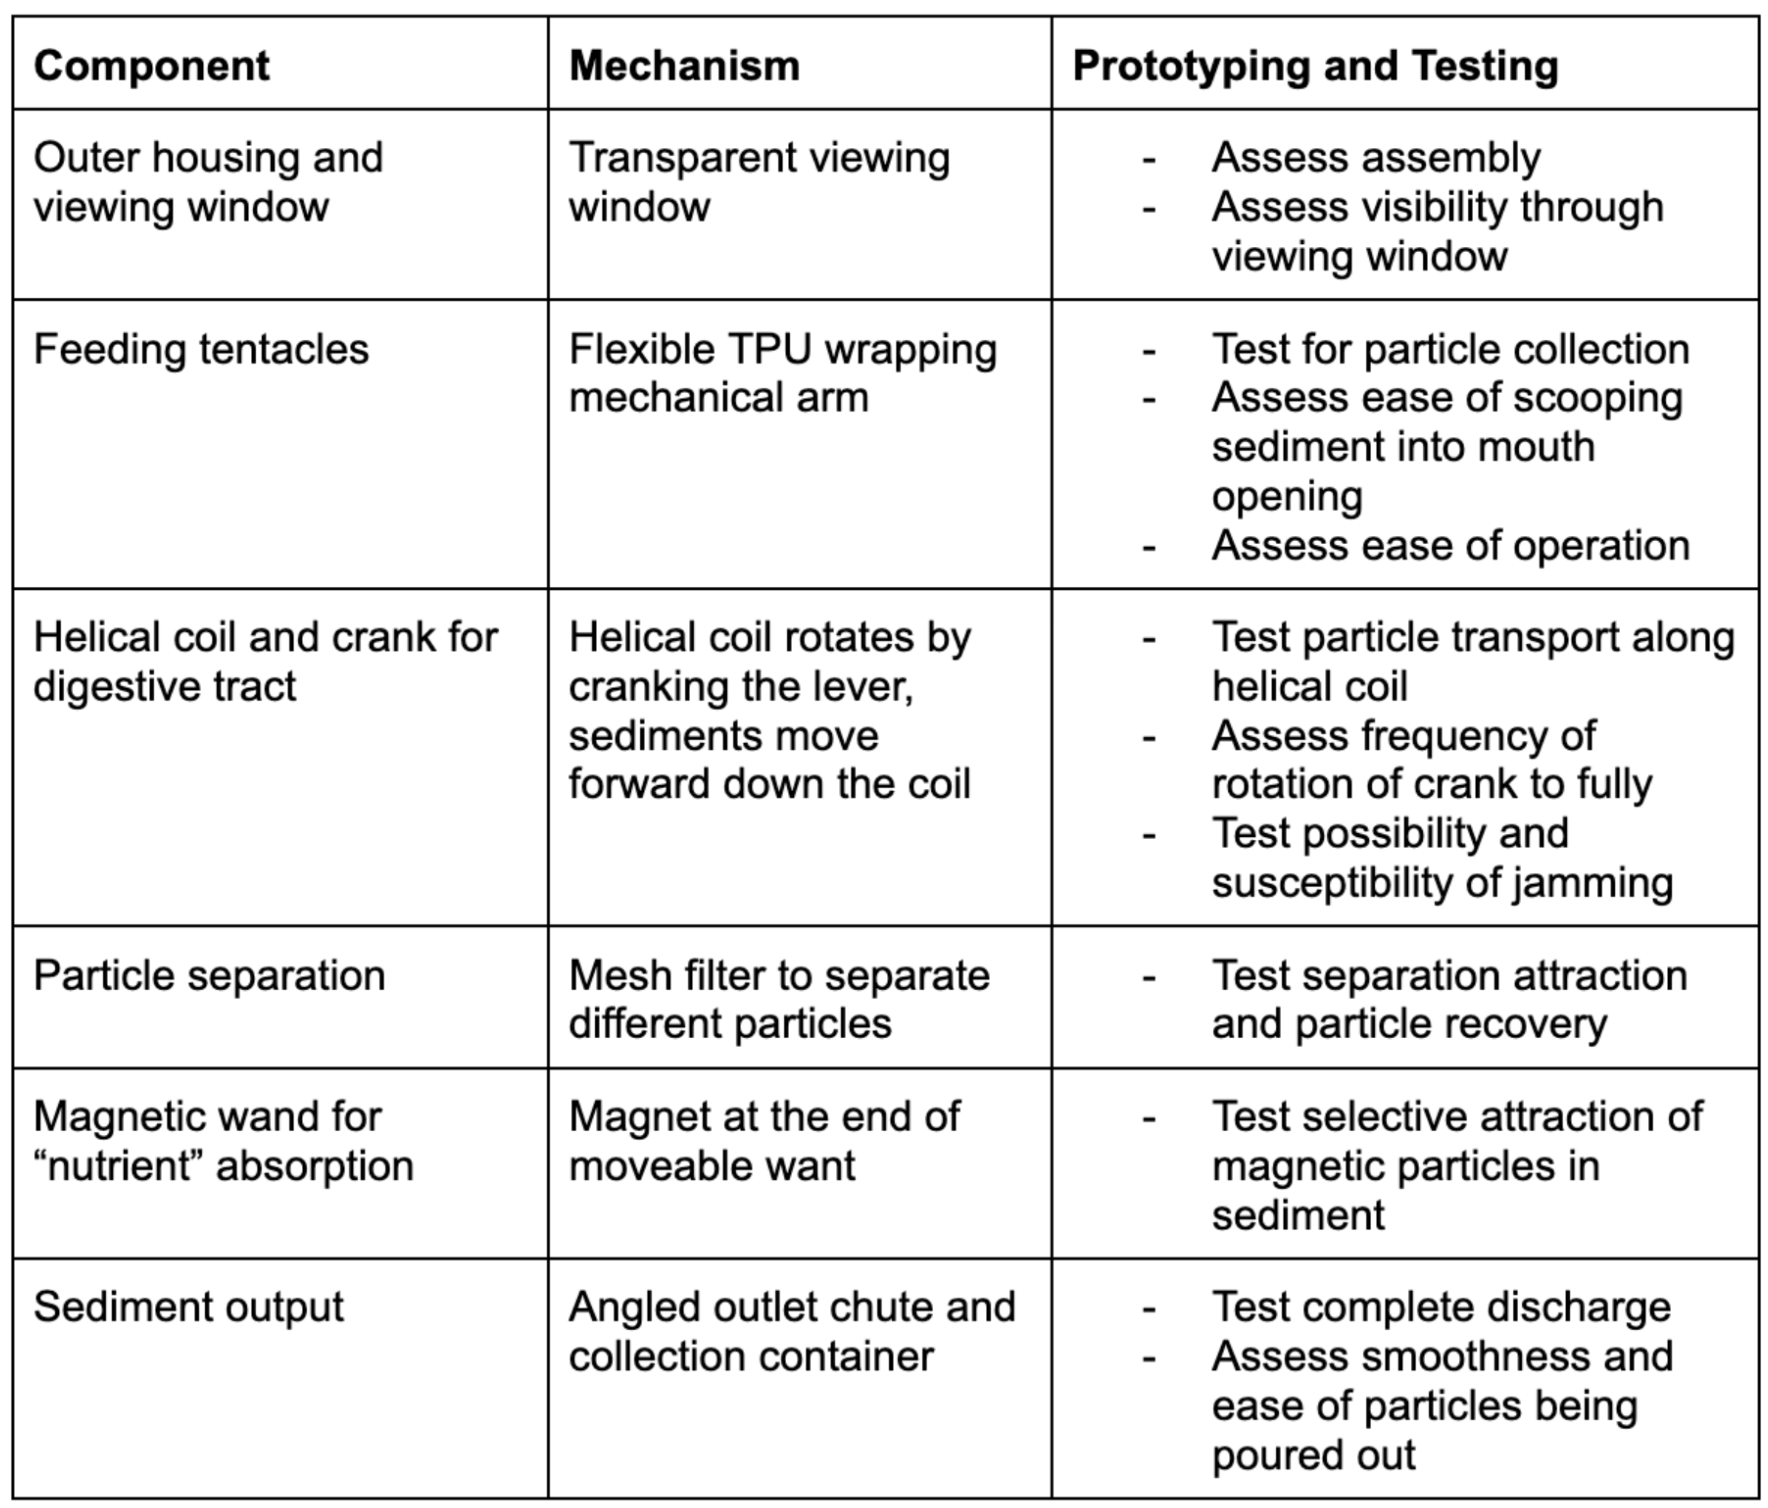 Component
Mechanism
Prototyping and Testing
Outer housing and
viewing window
Transparent viewing
window
- Assess assembly
- Assess visibility through
viewing window
Feeding tentacles
Flexible TPU wrapping
mechanical arm
- Test for particle collection
- Assess ease of scooping
sediment into mouth
opening
- Assess ease of operation
Helical coil and crank for
digestive tract
Helical coil rotates by
cranking the lever,
sediments move
forward down the coil
- Test particle transport along
helical coil
- Assess frequency of
rotation of crank to fully
- Test possibility and
susceptibility of jamming
Particle separation
Mesh filter to separate
different particles
- Test separation attraction
and particle recovery
Magnetic wand for
“nutrient” absorption
Magnet at the end of
moveable want
- Test selective attraction of
magnetic particles in
sediment
Sediment output
Angled outlet chute and
collection container
- Test complete discharge
- Assess smoothness and
ease of particles being
poured out